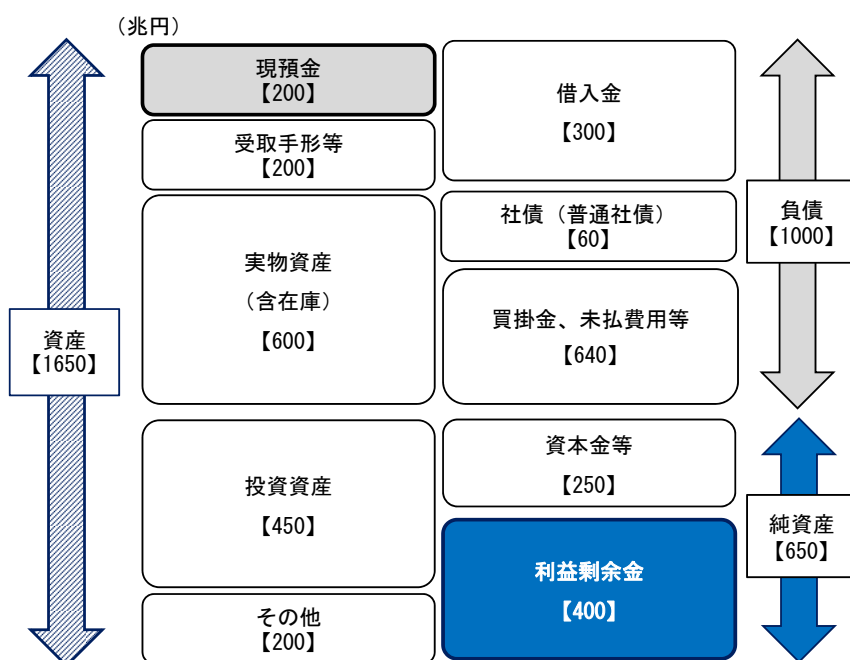 （兆円）
資産
【1650】
現預金
【200】
受取手形等
【200】
実物資産
（含在庫）
【600】
投資資産
【450】
その他
【200】
借入金
【300】
社債（普通社債）
【60】
買掛金、未払費用等
【640】
資本金等
【250】
利益剰余金
【400】
負債
【1000】
純資産
【650】